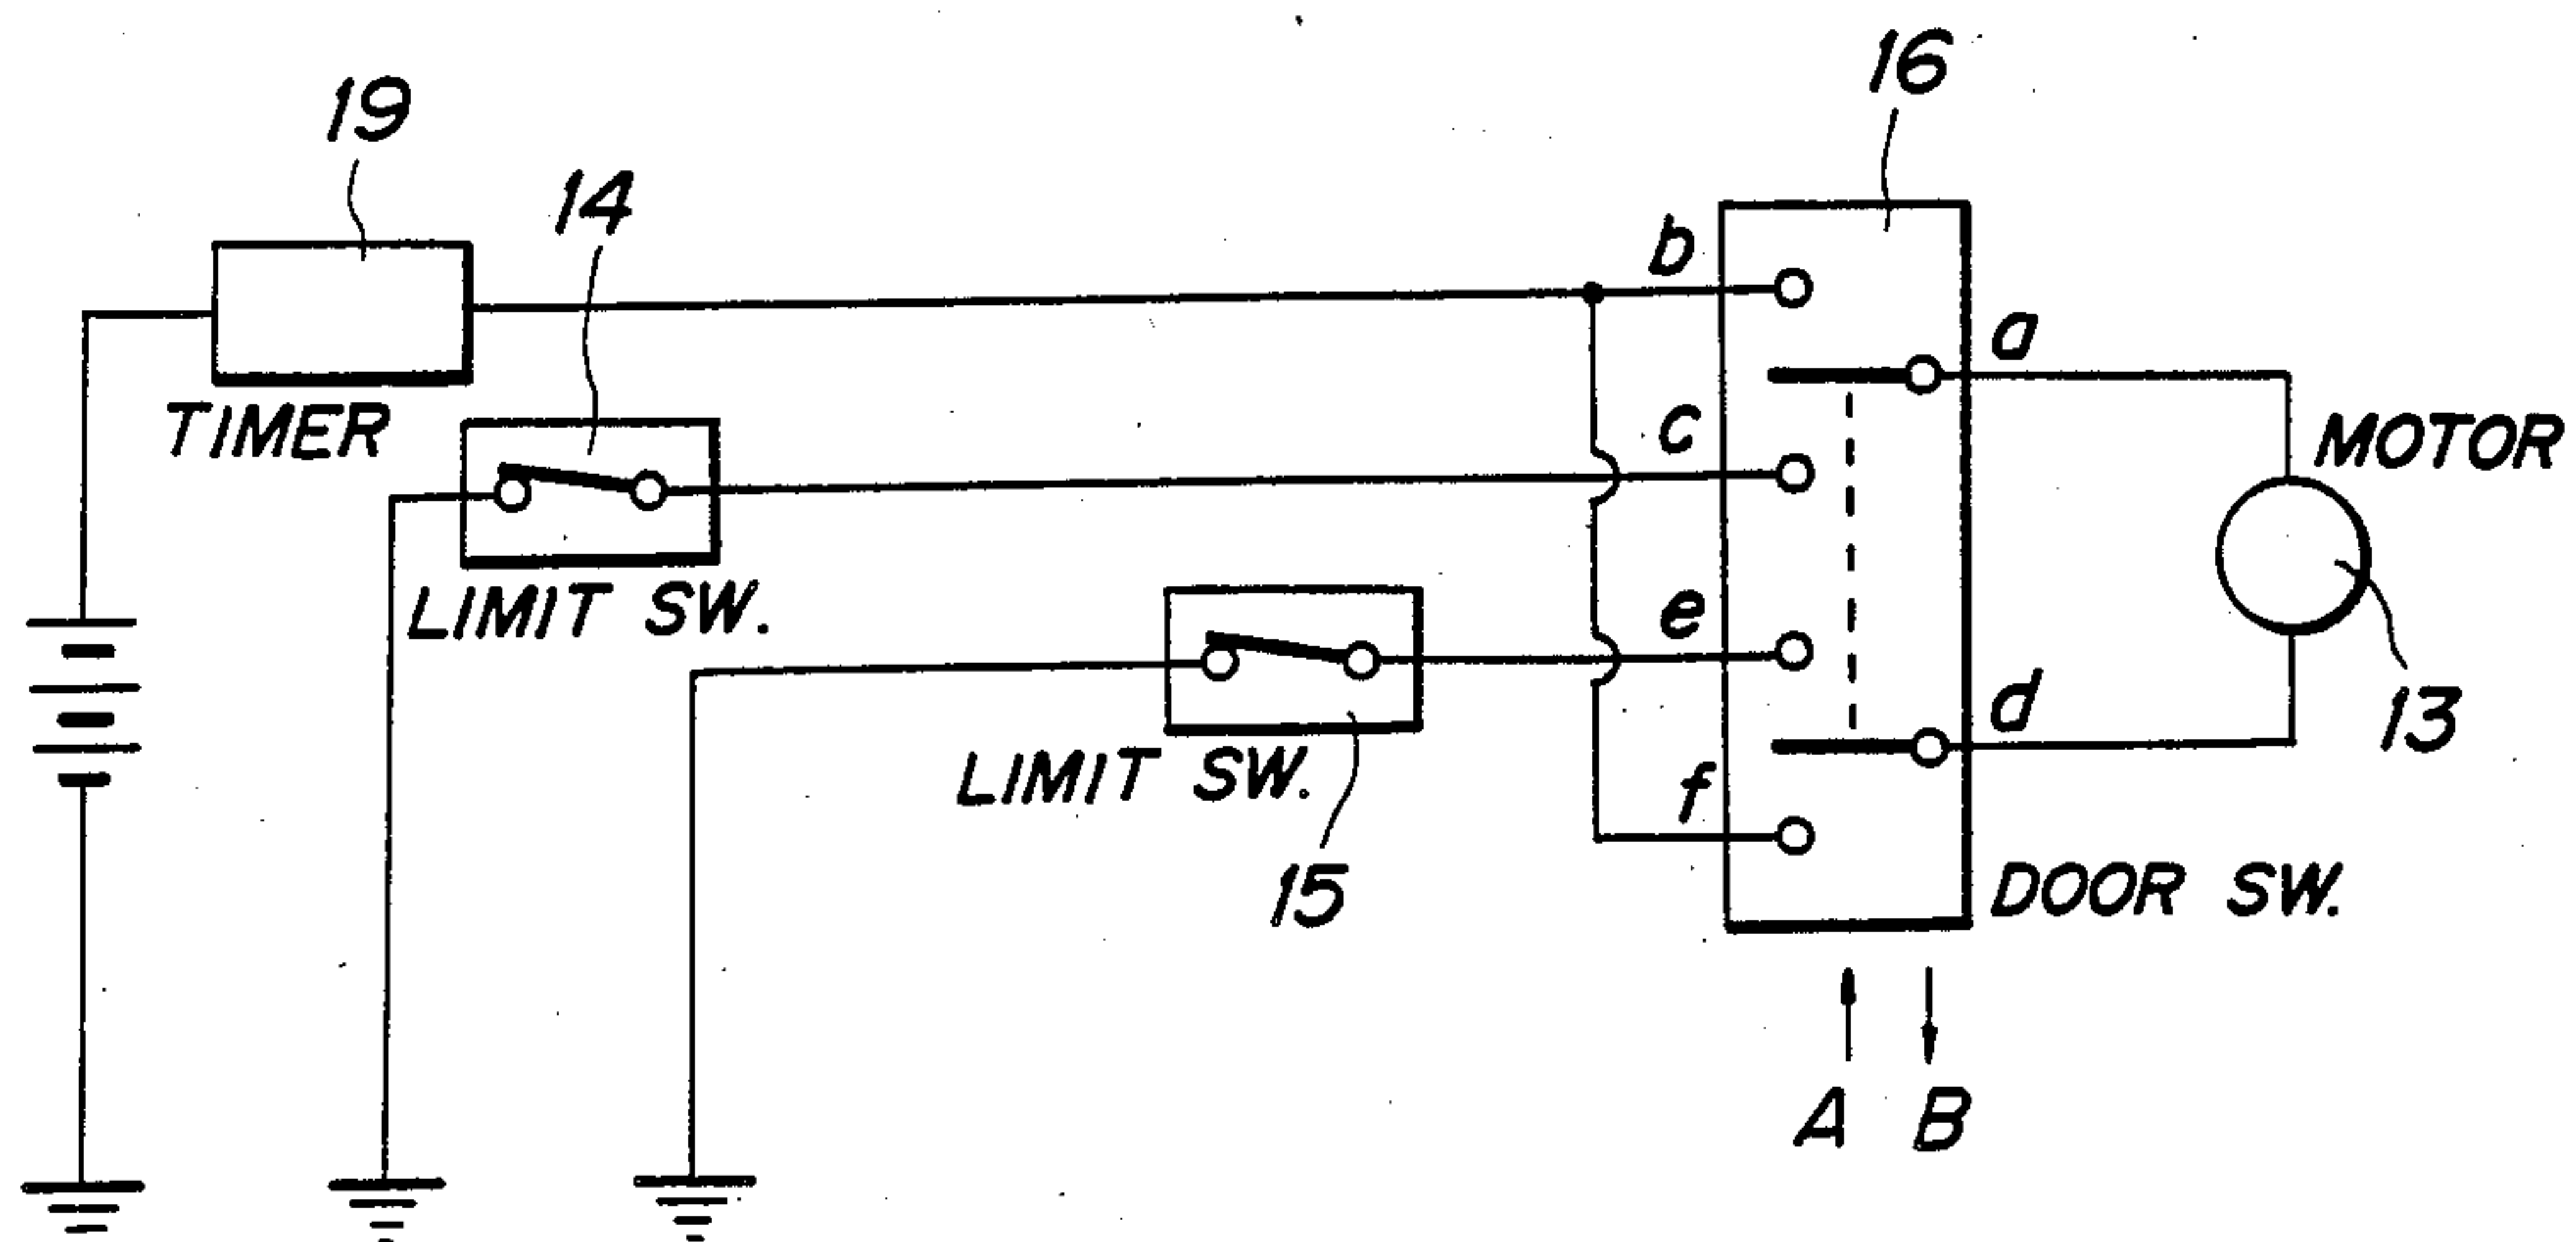 16
19
14
b
a
TIMER
c
MOTOR
LIMIT SW.
e
d
13
LIMIT SW.
f
15
DOOR SW.
A B